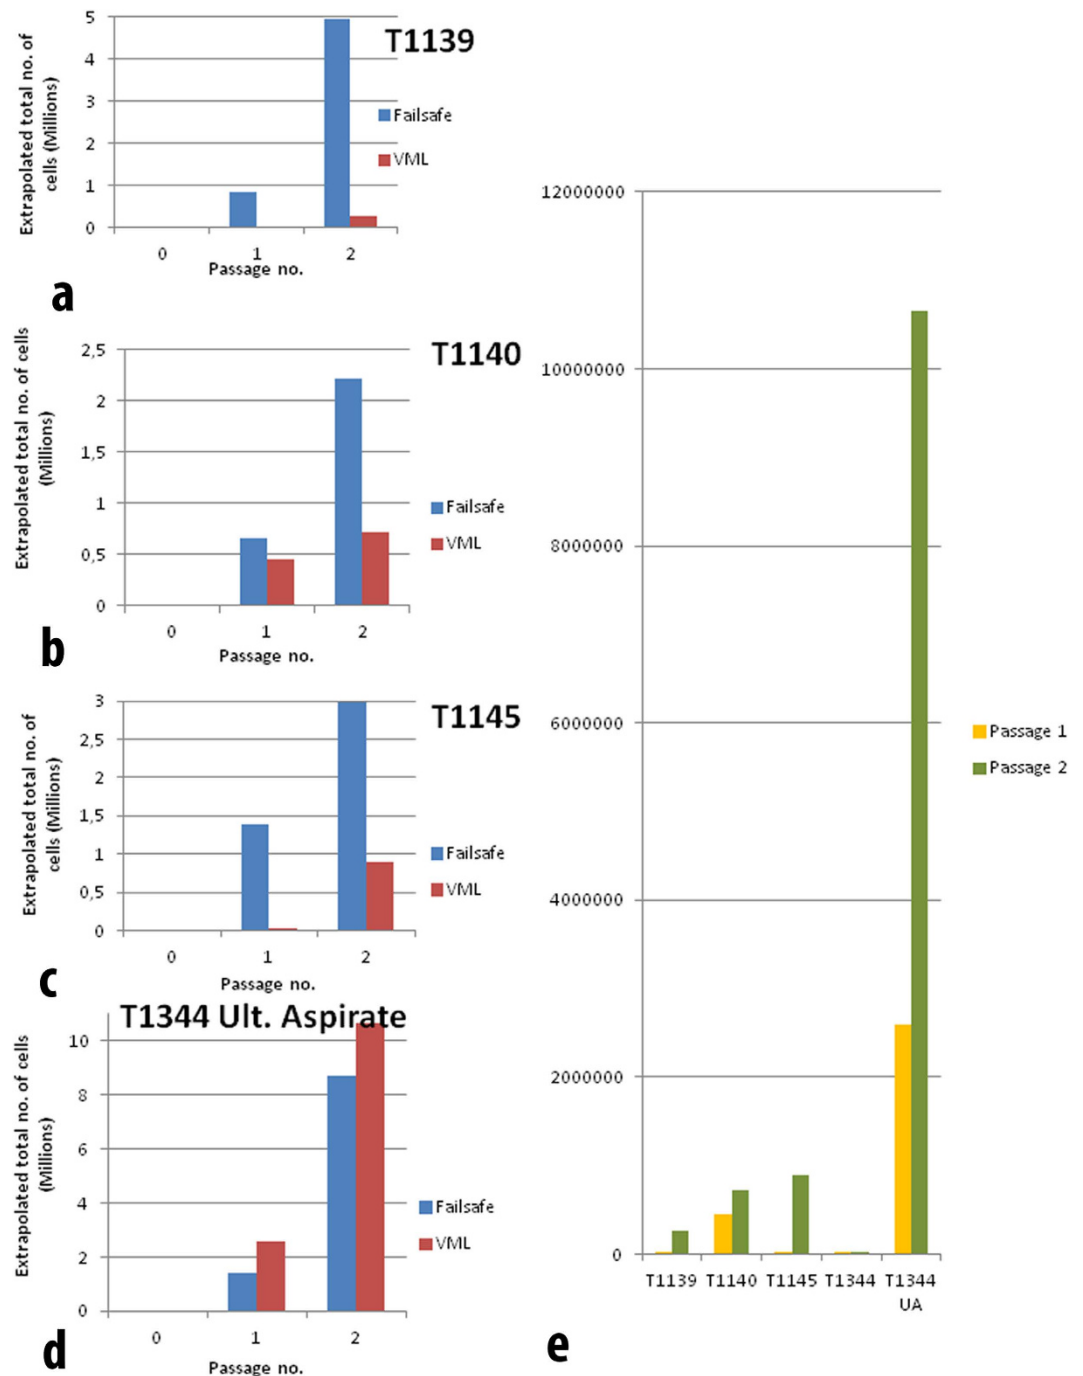 T1139
Extrapolated total no. of
cells (Millions)
5
4
3
2
1
0
0 1 2
Passage no.
Failsafe
VML
a
T1140
Extrapolated total no. of cells
(Millions)
2,5
2
1,5
1
0,5
0
0 1 2
Passage no.
Failsafe
VML
b
T1145
Extrapolated total no. of
cells (Millions)
3
2,5
2
1,5
1
0,5
0
0 1 2
Passage no.
Failsafe
VML
c
T1344 Ult. Aspirate
Extrapolated total no. of cells
(Millions)
10
8
6
4
2
0
0 1 2
Passage no.
Failsafe
VML
d
12000000
10000000
8000000
6000000
4000000
2000000
0
T1139 T1140 T1145 T1344 T1344
UA
Passage 1
Passage 2
e